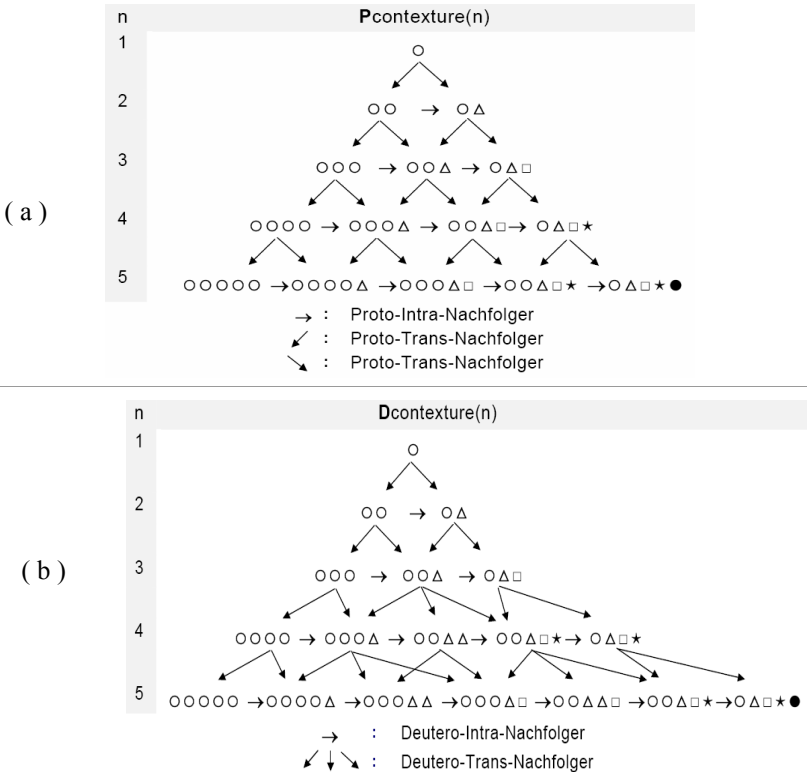 n Pcontexture(n)
1 ○
2 ○○ → ○△
3 ○○○ → ○○△ → ○△□
( a )
4 ○○○○ → ○○○△ → ○○△□ → ○△□★
5 ○○○○○ → ○○○○△ → ○○○△□ → ○○△□★ → ○△□★●
→ : Proto-Intra-Nachfolger
↙ : Proto-Trans-Nachfolger
↘ : Proto-Trans-Nachfolger
n Dcontexture(n)
1 ○
2 ○○ → ○△
( b )
3 ○○○ → ○○△ → ○△□
4 ○○○○ → ○○○△ → ○○△△ → ○○△□★ → ○△□★
5 ○○○○○ → ○○○○△ → ○○○△△ → ○○○△□ → ○○△△□ → ○○△□★ → ○△□★●
→ : Deutero-Intra-Nachfolger
↙ ↓ ↘ : Deutero-Trans-Nachfolger